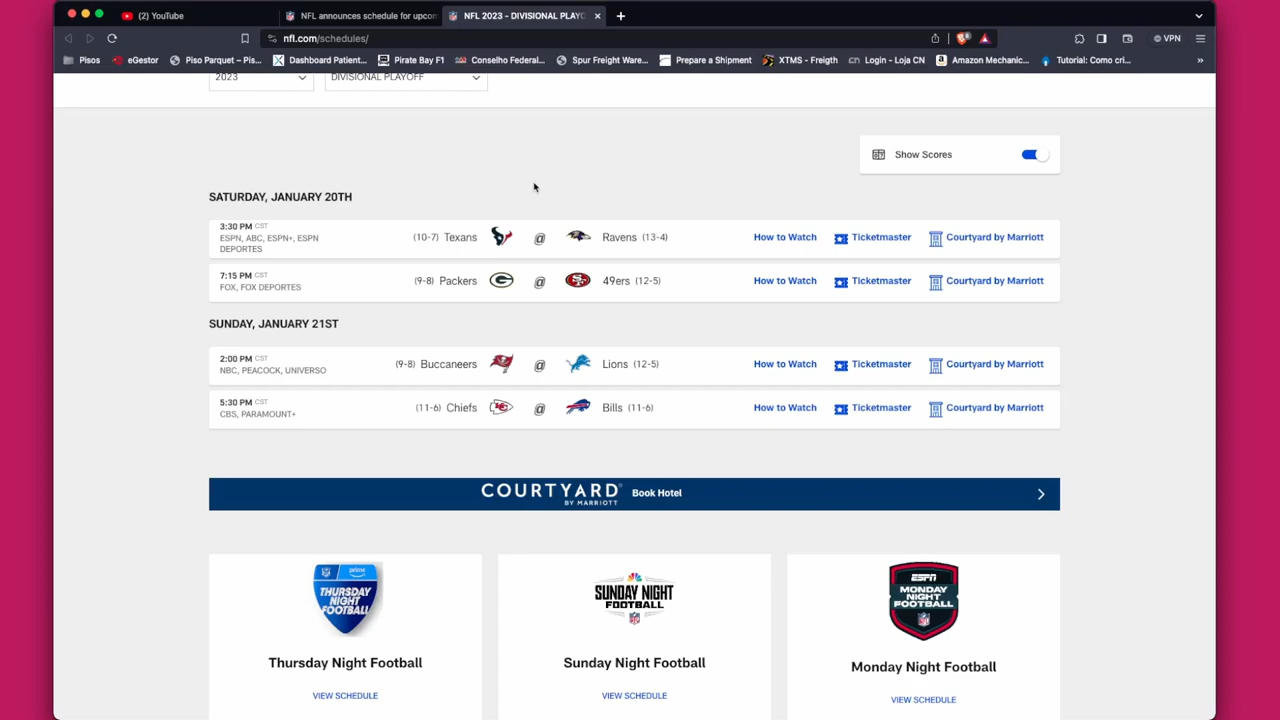 (2) YouTube
NFL announces schedule for upcom
NFL 2023 - DIVISIONAL PLAYO
nfl.com/schedules/
VPN
Pisos
eGestor
Piso Parquet – Pis...
Dashboard Patient...
Pirate Bay F1
Conselho Federal...
Spur Freight Ware...
Prepare a Shipment
XTMS - Freigth
Login - Loja CN
Amazon Mechanic...
Tutorial: Como cri...
2023
DIVISIONAL PLAYOFF
Show Scores
SATURDAY, JANUARY 20TH
3:30 PM CST
ESPN, ABC, ESPN+, ESPN
DEPORTES
(10-7) Texans @ Ravens (13-4)
How to Watch
Ticketmaster
Courtyard by Marriott
7:15 PM CST
FOX, FOX DEPORTES
(9-8) Packers @ 49ers (12-5)
How to Watch
Ticketmaster
Courtyard by Marriott
SUNDAY, JANUARY 21ST
2:00 PM CST
NBC, PEACOCK, UNIVERSO
(9-8) Buccaneers @ Lions (12-5)
How to Watch
Ticketmaster
Courtyard by Marriott
5:30 PM CST
CBS, PARAMOUNT+
(11-6) Chiefs @ Bills (11-6)
How to Watch
Ticketmaster
Courtyard by Marriott
COURTYARD
BY MARRIOTT
Book Hotel
prime
THURSDAY
NIGHT
FOOTBALL
Thursday Night Football
VIEW SCHEDULE
SUNDAY NIGHT
FOOTBALL
Sunday Night Football
VIEW SCHEDULE
ESPN
MONDAY
NIGHT
FOOTBALL
Monday Night Football
VIEW SCHEDULE